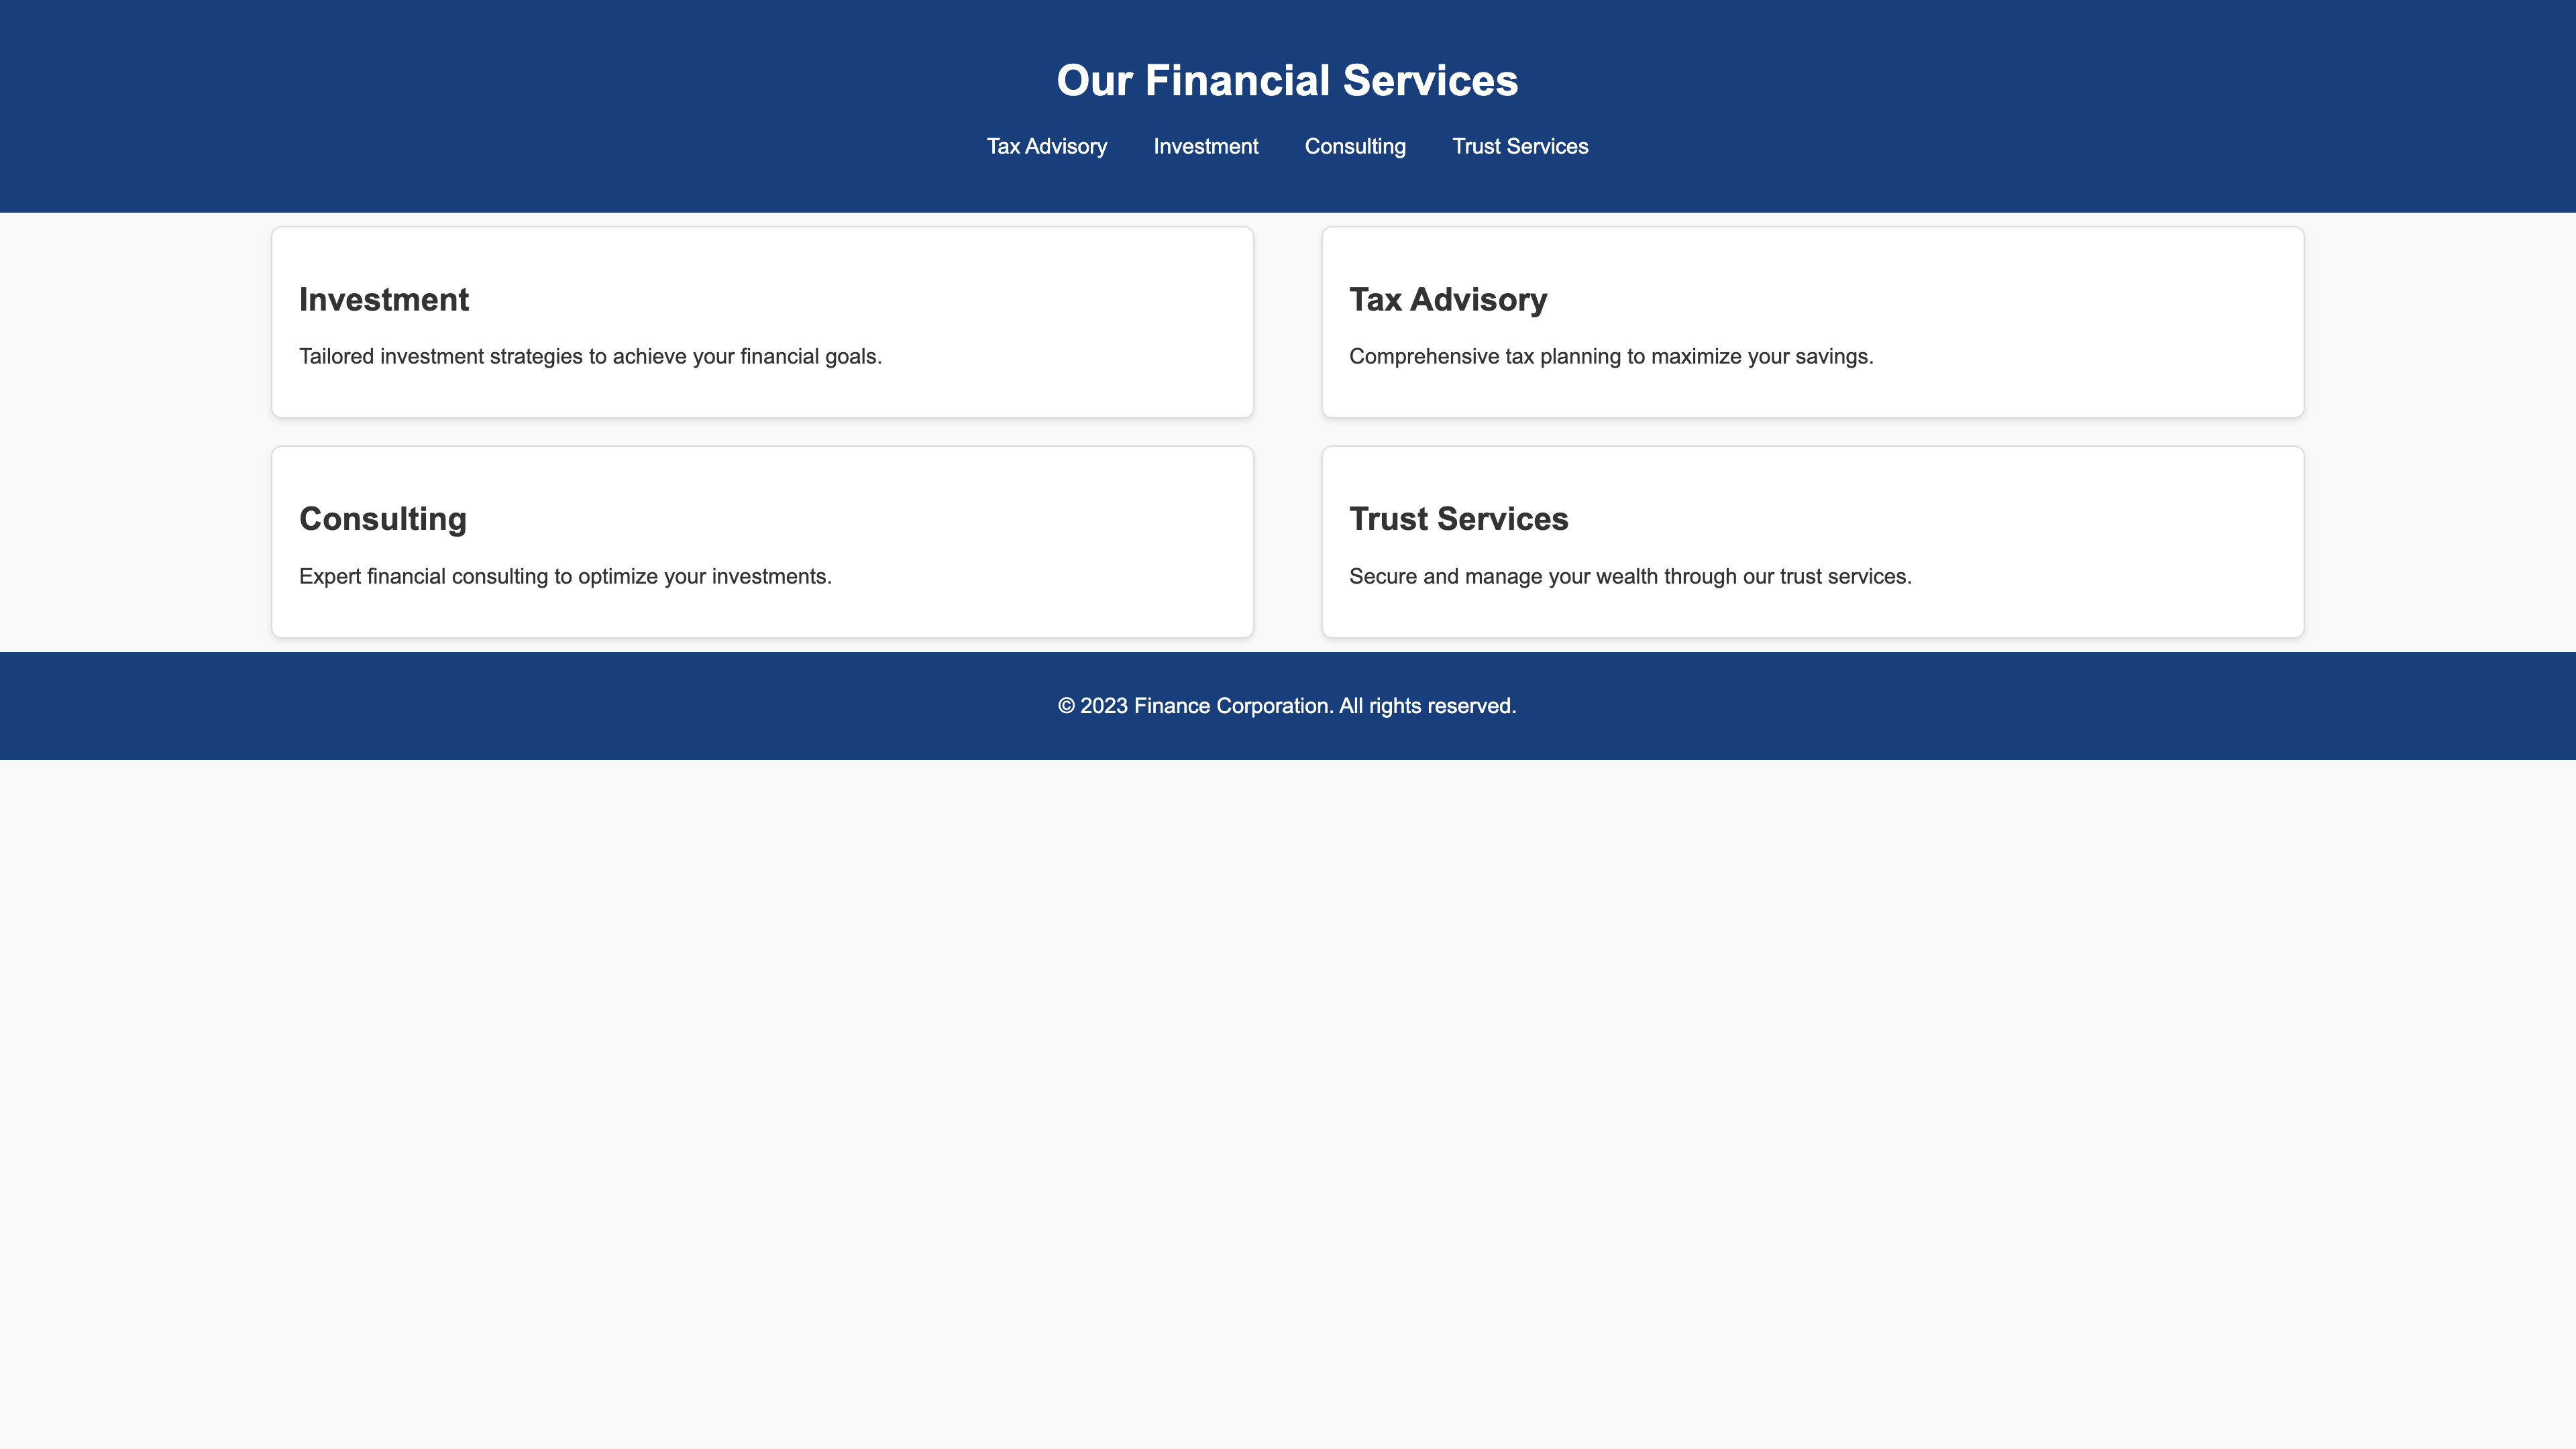 Our Financial Services
Tax Advisory Investment Consulting Trust Services
Investment
Tailored investment strategies to achieve your financial goals.
Tax Advisory
Comprehensive tax planning to maximize your savings.
Consulting
Expert financial consulting to optimize your investments.
Trust Services
Secure and manage your wealth through our trust services.
© 2023 Finance Corporation. All rights reserved.